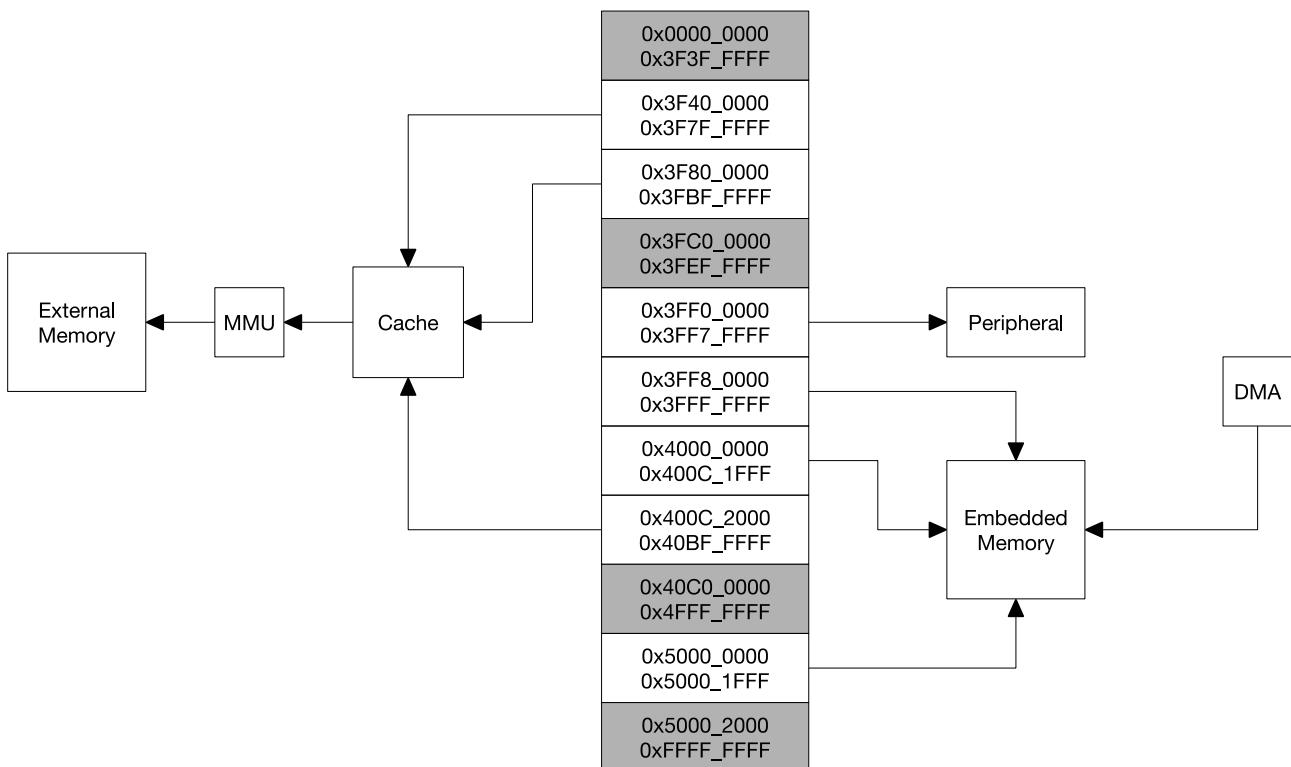 0x0000_0000
0x3F3F_FFFF
0x3F40_0000
0x3F7F_FFFF
0x3F80_0000
0x3FBF_FFFF
0x3FC0_0000
0x3FEF_FFFF
External
Memory
MMU
Cache
0x3FF0_0000
0x3FF7_FFFF
Peripheral
0x3FF8_0000
0x3FFF_FFFF
DMA
0x4000_0000
0x400C_1FFF
0x400C_2000
0x40BF_FFFF
Embedded
Memory
0x40C0_0000
0x4FFF_FFFF
0x5000_0000
0x5000_1FFF
0x5000_2000
0xFFFF_FFFF